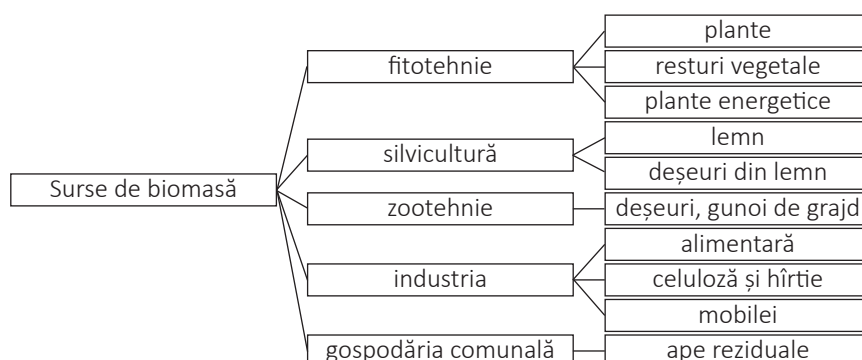 Surse de biomasă
fitotehnie
plante
resturi vegetale
plante energetice
silvicultură
lemn
deșeuri din lemn
zootehnie
deșeuri, gunoi de grajd
industria
alimentară
celuloză și hîrtie
mobilei
gospodăria comunală
ape reziduale